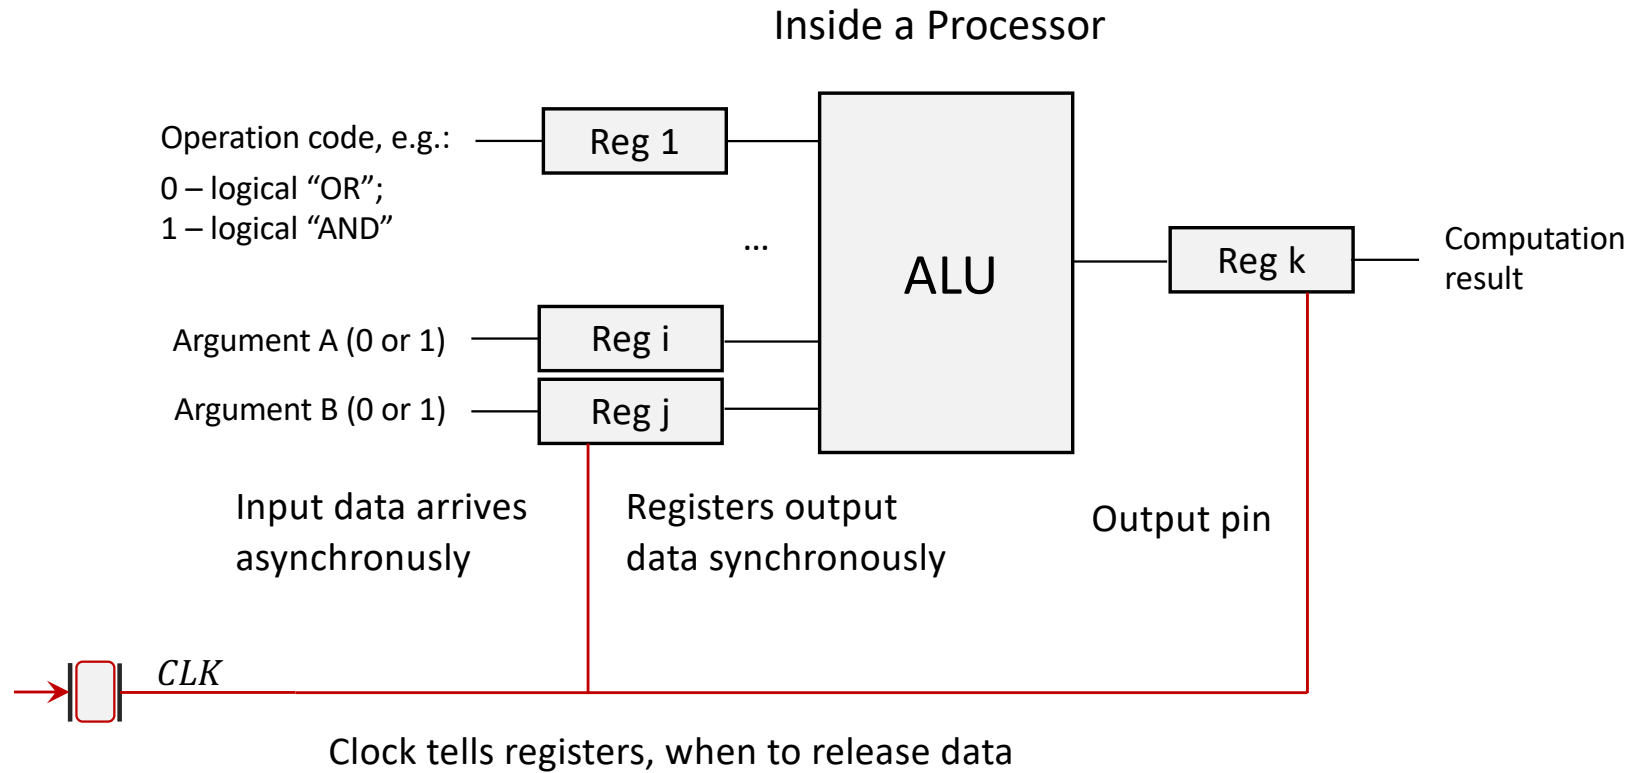 Inside a Processor
Operation code, e.g.:
0 – logical “OR”;
1 – logical “AND”
Reg 1
...
Argument A (0 or 1)
Reg i
Argument B (0 or 1)
Reg j
ALU
Reg k
Computation
result
Input data arrives
asynchronusly
Registers output
data synchronously
Output pin
CLK
Clock tells registers, when to release data